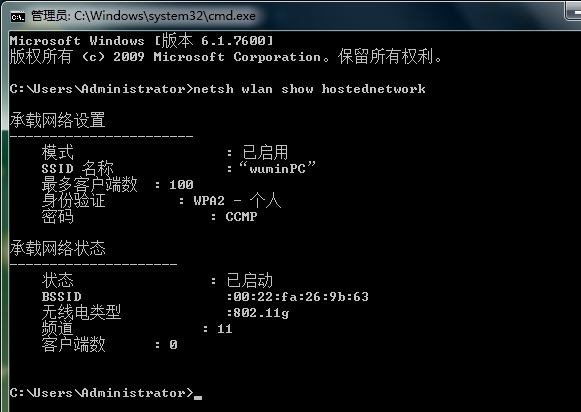 管理员: C:\Windows\system32\cmd.exe
Microsoft Windows [版本 6.1.7600]
版权所有 (c) 2009 Microsoft Corporation。保留所有权利。
C:\Users\Administrator>netsh wlan show hostednetwork
承载网络设置
-----------------------
模式 : 已启用
SSID 名称 :“wuminPC”
最多客户端数 : 100
身份验证 : WPA2 - 个人
密码 : CCMP
承载网络状态
---------------------
状态 : 已启动
BSSID :00:22:fa:26:9b:63
无线电类型 :802.11g
频道 : 11
客户端数 : 0
C:\Users\Administrator>_